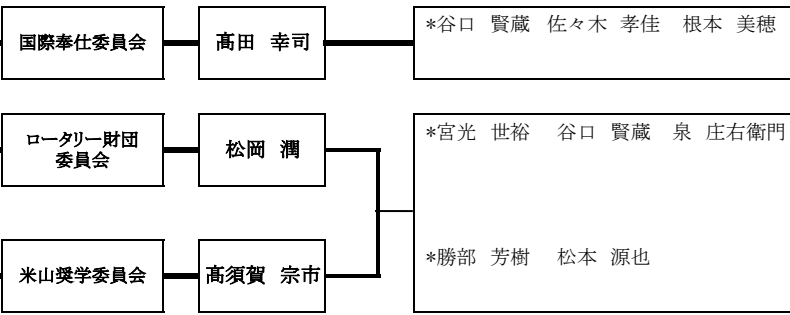 国際奉仕委員会 髙田 幸司 *谷口 賢蔵 佐々木 孝佳 根本 美穂
ロータリー財団
委員会
松岡 潤
*宮光 世裕 谷口 賢蔵 泉 庄右衛門
米山奨学委員会 髙須賀 宗市
*勝部 芳樹 松本 源也